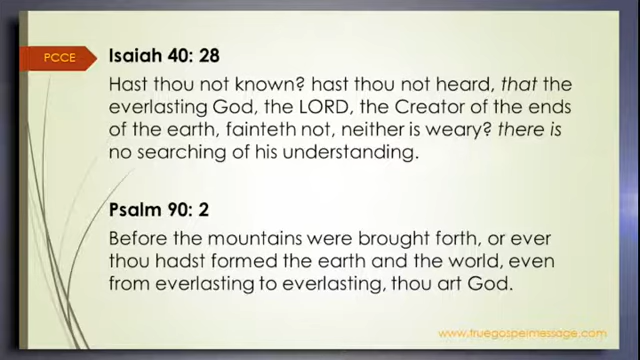 PCCE
Isaiah 40: 28
Hast thou not known? hast thou not heard, that the
everlasting God, the LORD, the Creator of the ends
of the earth, fainteth not, neither is weary? there is
no searching of his understanding.
Psalm 90: 2
Before the mountains were brought forth, or ever
thou hadst formed the earth and the world, even
from everlasting to everlasting, thou art God.
www.truegospelmessage.com